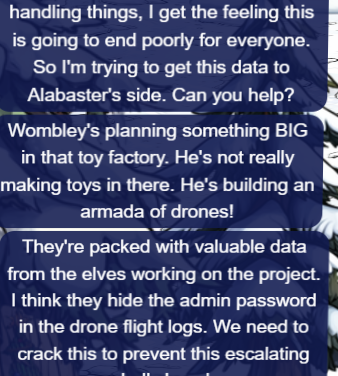 handling things, I get the feeling this
is going to end poorly for everyone.
So I'm trying to get this data to
Alabaster's side. Can you help?
Wombley's planning something BIG
in that toy factory. He's not really
making toys in there. He's building an
armada of drones!
They're packed with valuable data
from the elves working on the project.
I think they hide the admin password
in the drone flight logs. We need to
crack this to prevent this escalating